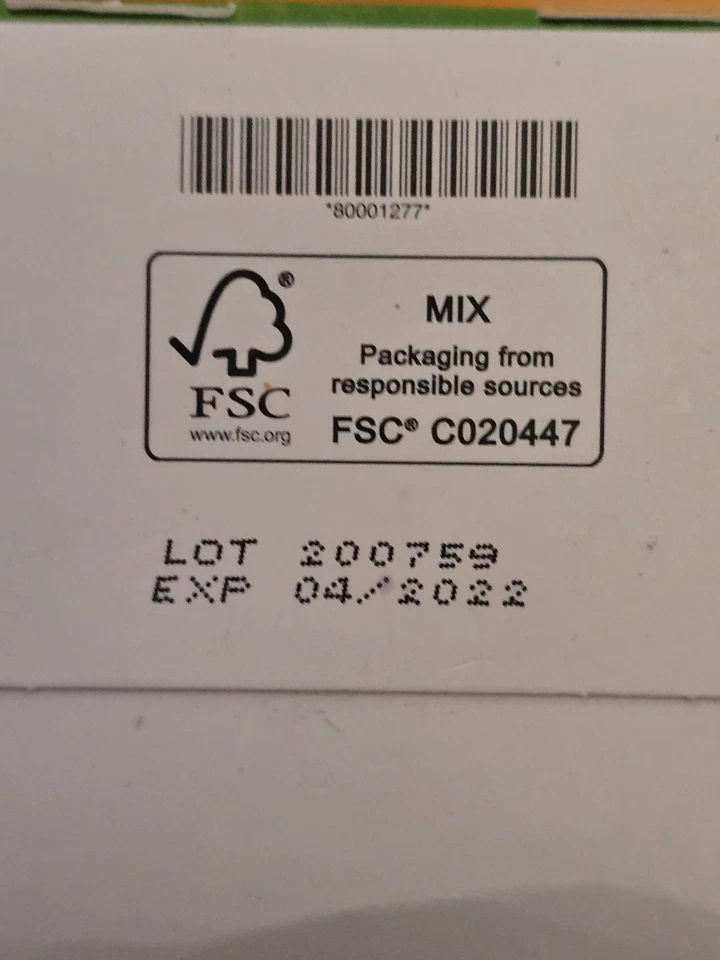 *80001277*
®
MIX
Packaging from
responsible sources
FSC
www.fsc.org
FSC® C020447
LOT 200759
EXP 04/2022